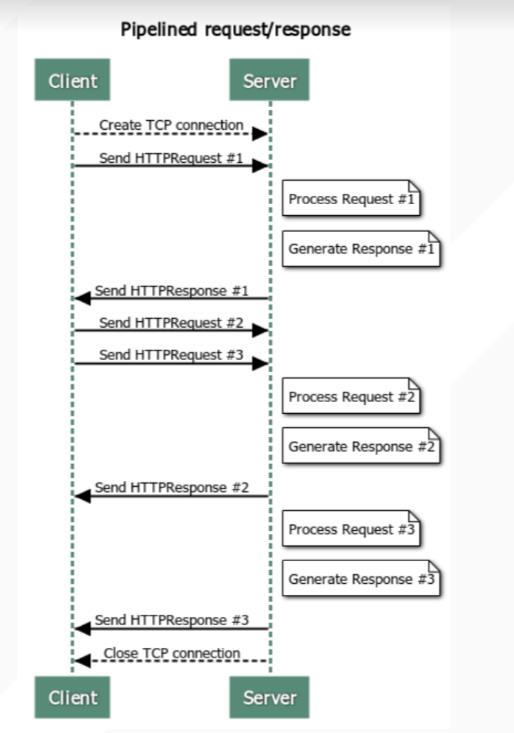 Pipelined request/response
Client Server
Create TCP connection
Send HTTPRequest #1
Process Request #1
Generate Response #1
Send HTTPResponse #1
Send HTTPRequest #2
Send HTTPRequest #3
Process Request #2
Generate Response #2
Send HTTPResponse #2
Process Request #3
Generate Response #3
Send HTTPResponse #3
Close TCP connection
Client Server